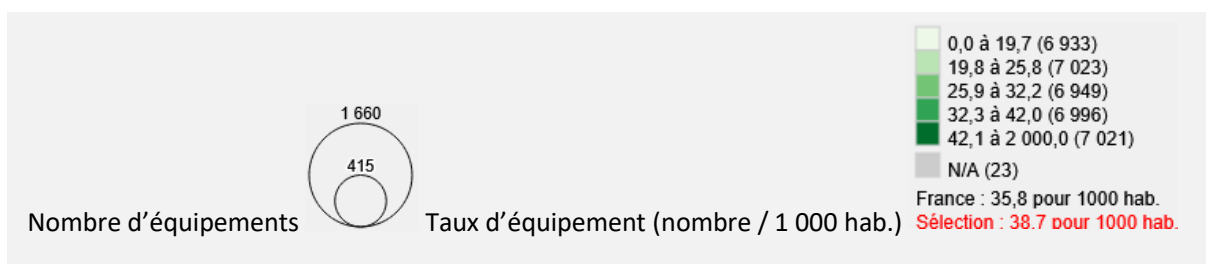 0,0 à 19,7 (6 933)
19,8 à 25,8 (7 023)
25,9 à 32,2 (6 949)
32,3 à 42,0 (6 996)
42,1 à 2 000,0 (7 021)
N/A (23)
1 660
415
France : 35,8 pour 1000 hab.
Nombre d'équipements
Taux d'équipement (nombre / 1 000 hab.)
Sélection : 38.7 pour 1000 hab.